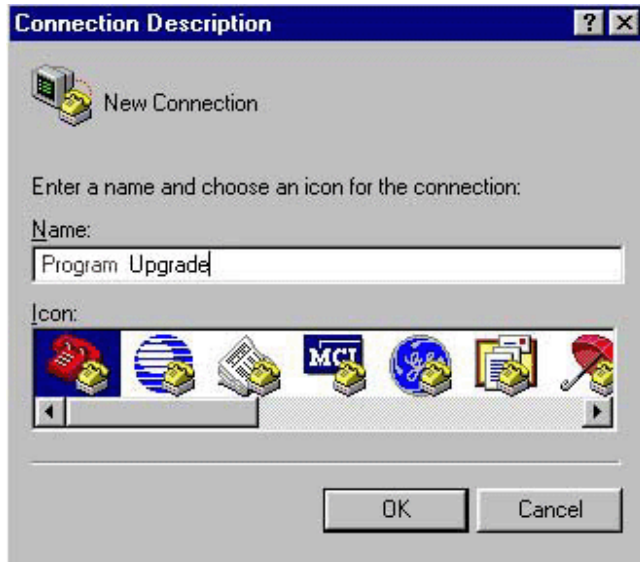 Connection Description
New Connection
Enter a name and choose an icon for the connection:
Name:
Program Upgrade
Icon:
MCI
OK Cancel